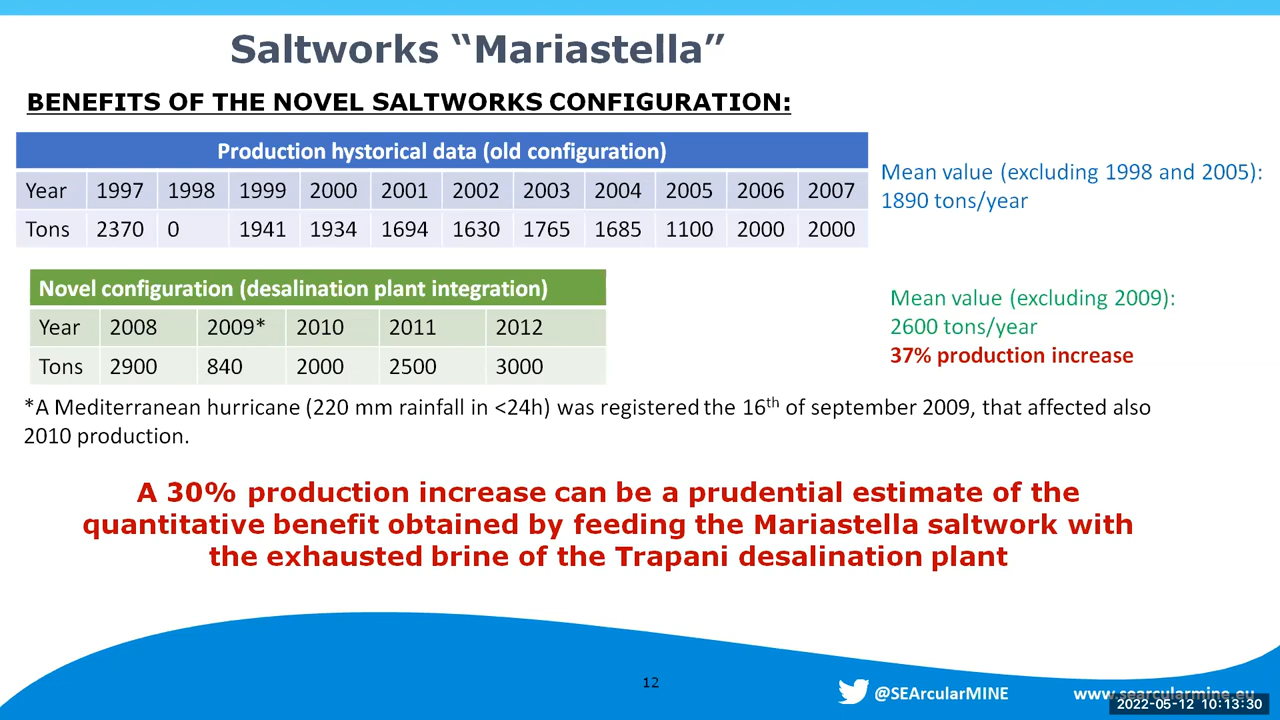 Saltworks “Mariastella”
BENEFITS OF THE NOVEL SALTWORKS CONFIGURATION:
Production hystorical data (old configuration)
Year 1997 1998 1999 2000 2001 2002 2003 2004 2005 2006 2007
Tons 2370 0 1941 1934 1694 1630 1765 1685 1100 2000 2000
Mean value (excluding 1998 and 2005):
1890 tons/year
Novel configuration (desalination plant integration)
Year 2008 2009* 2010 2011 2012
Tons 2900 840 2000 2500 3000
Mean value (excluding 2009):
2600 tons/year
37% production increase
*A Mediterranean hurricane (220 mm rainfall in <24h) was registered the 16th of september 2009, that affected also
2010 production.
A 30% production increase can be a prudential estimate of the
quantitative benefit obtained by feeding the Mariastella saltwork with
the exhausted brine of the Trapani desalination plant
12
@SEArcularMINE
www.searcularmine.eu
2022-05-12 10:13:30